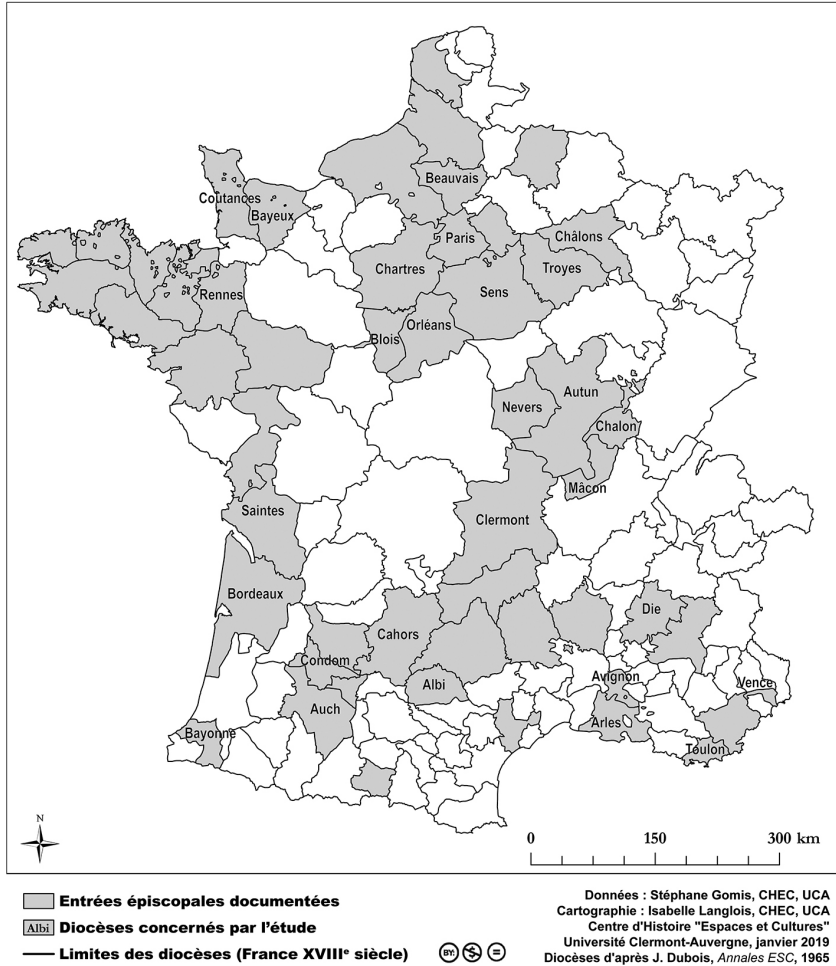 Beauvais
Coutances
Bayeux
Paris
Châlons
Chartres
Troyes
Rennes
Sens
Orléans
Blois
Autun
Nevers
Chalon
Mâcon
Saintes
Clermont
Bordeaux
Die
Cahors
Condom
Avignon
Albi
Vence
Auch
Arles
Bayonne
Toulon
N
0 150 300 km
Entrées épiscopales documentées
Albi Diocèses concernés par l'étude
Limites des diocèses (France XVIIIe siècle)
BY: $ =
Données : Stéphane Gomis, CHEC, UCA
Cartographie : Isabelle Langlois, CHEC, UCA
Centre d'Histoire "Espaces et Cultures"
Université Clermont-Auvergne, janvier 2019
Diocèses d'après J. Dubois, Annales ESC, 1965